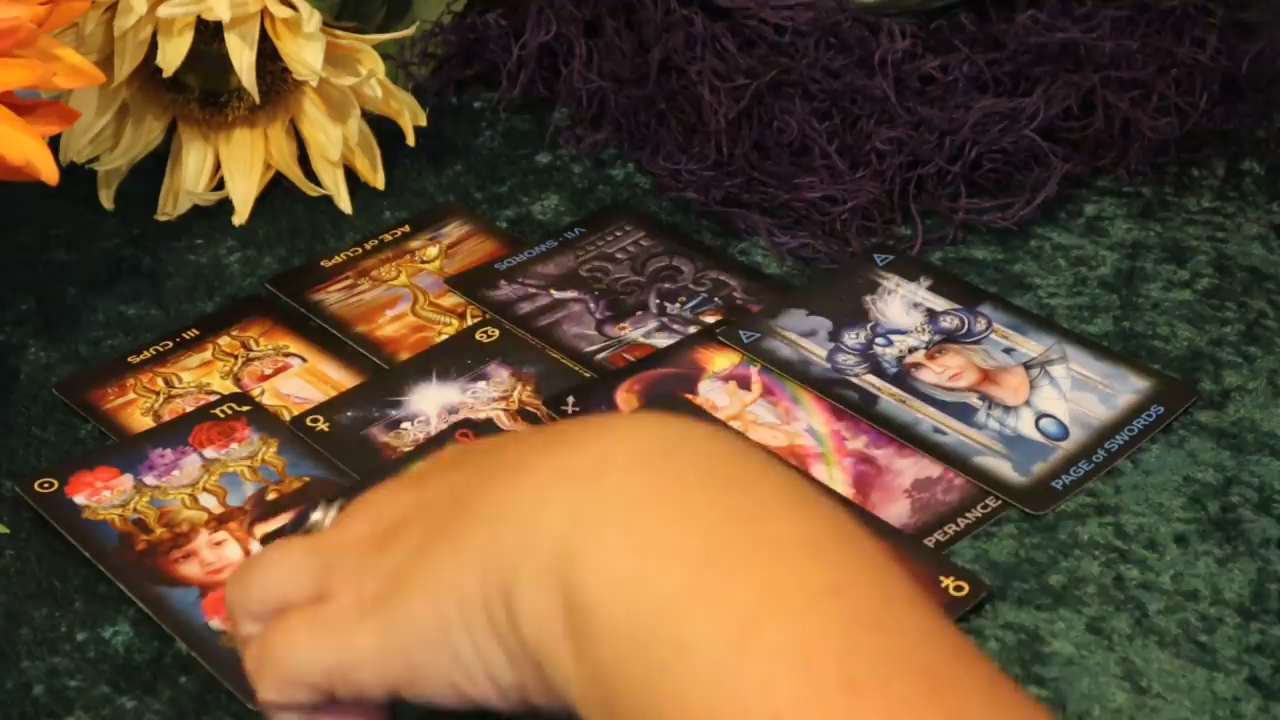 ACE of CUPS
VII · SWORDS
III · CUPS
PAGE of SWORDS
PERANCE